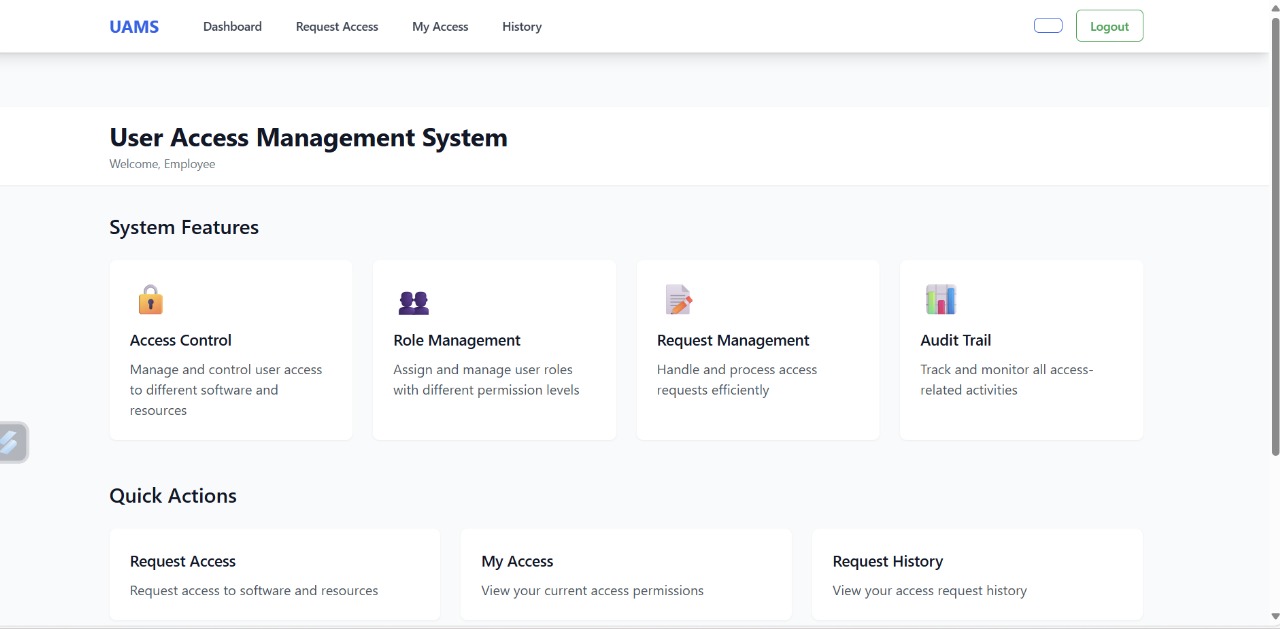 UAMS
Dashboard
Request Access
My Access
History
Logout
User Access Management System
Welcome, Employee
System Features
Access Control
Manage and control user access
to different software and
resources
Role Management
Assign and manage user roles
with different permission levels
Request Management
Handle and process access
requests efficiently
Audit Trail
Track and monitor all access-
related activities
Quick Actions
Request Access
Request access to software and resources
My Access
View your current access permissions
Request History
View your access request history